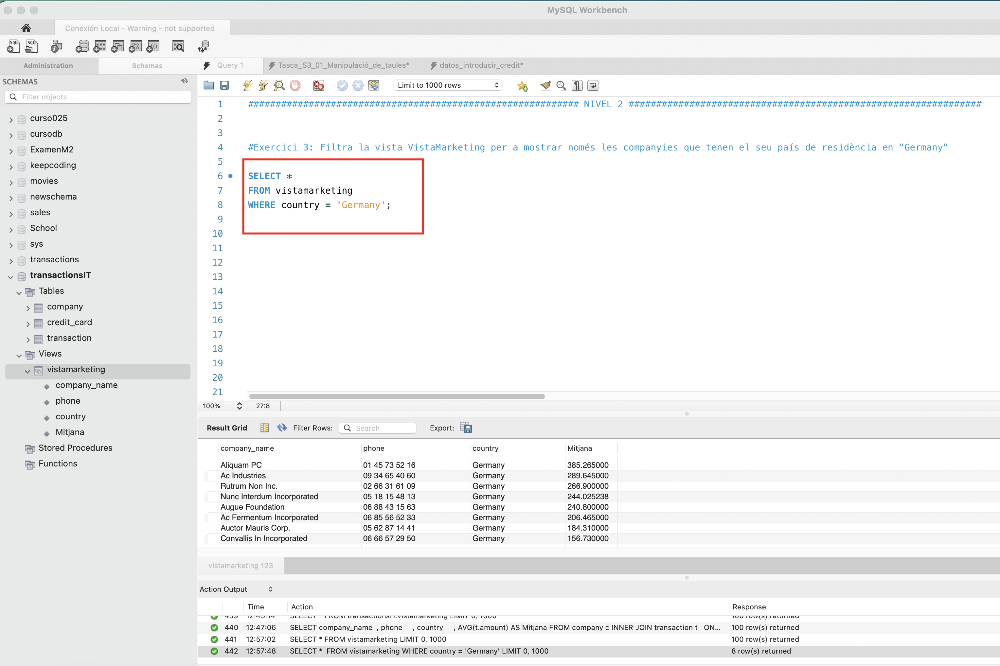 MySQL Workbench
Conexión Local - Warning - not supported
Administration Schemas
Query 1 Tasca_S3_01_Manipulació_de_taules* datos_introducir_credit*
SCHEMAS
Filter objects
curso025
cursodb
ExamenM2
keepcoding
movies
newschema
sales
School
sys
transactions
transactionsIT
Tables
company
credit_card
transaction
Views
vistamarketing
company_name
phone
country
Mitjana
Stored Procedures
Functions
Limit to 1000 rows
1 ############################################################ NIVEL 2 ################################################################
2
3
4 #Exercici 3: Filtra la vista VistaMarketing per a mostrar només les companyies que tenen el seu país de residència en "Germany"
5
6 SELECT *
7 FROM vistamarketing
8 WHERE country = 'Germany';
9
10
11
12
13
14
15
16
17
18
19
20
21
100% 27:8
Result Grid Filter Rows: Search Export:
company_name phone country Mitjana
Aliquam PC 01 45 73 52 16 Germany 385.265000
Ac Industries 09 34 65 40 60 Germany 289.645000
Rutrum Non Inc. 02 66 31 61 09 Germany 266.900000
Nunc Interdum Incorporated 05 18 15 48 13 Germany 244.025238
Augue Foundation 06 88 43 15 63 Germany 240.800000
Ac Fermentum Incorporated 06 85 56 52 33 Germany 206.465000
Auctor Mauris Corp. 05 62 87 14 41 Germany 184.310000
Convallis In Incorporated 06 66 57 29 50 Germany 156.730000
vistamarketing 123
Action Output
Time Action Response
439 12:45:14 SELECT * FROM transactionsIT.vistamarketing LIMIT 0, 1000 100 row(s) returned
440 12:47:06 SELECT company_name , phone , country , AVG(t.amount) AS Mitjana FROM company c INNER JOIN transaction t ON... 100 row(s) returned
441 12:57:02 SELECT * FROM vistamarketing LIMIT 0, 1000 100 row(s) returned
442 12:57:48 SELECT * FROM vistamarketing WHERE country = 'Germany' LIMIT 0, 1000 8 row(s) returned